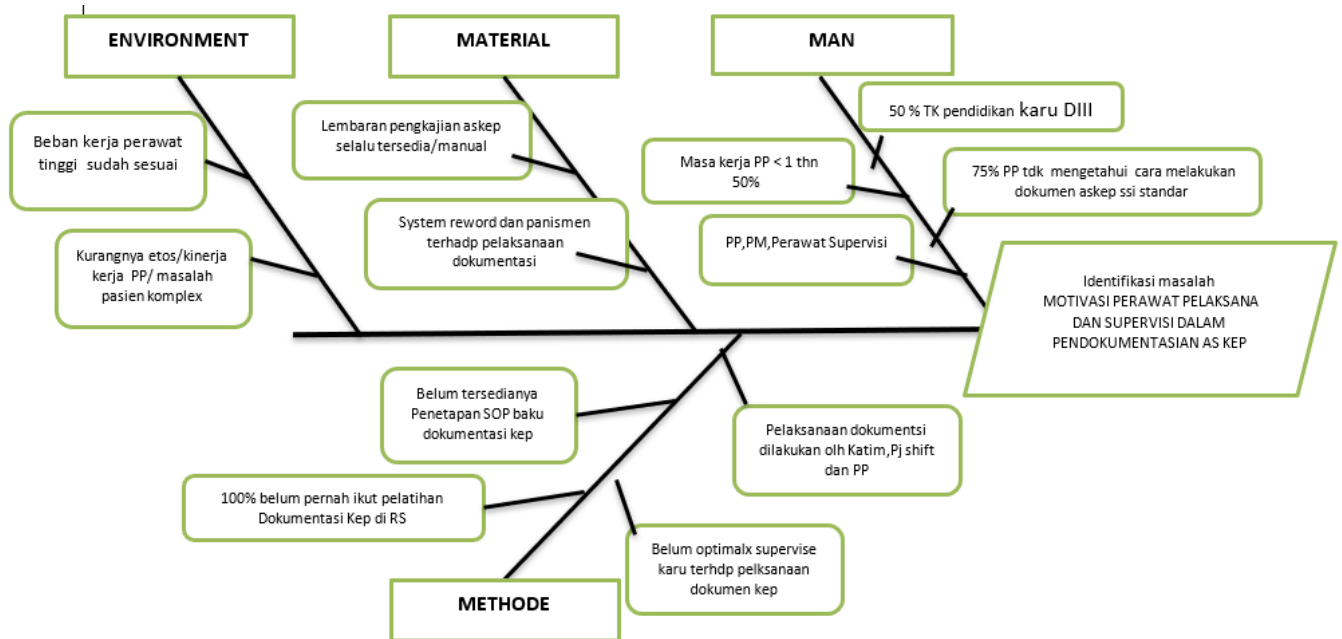 ENVIRONMENT
MATERIAL
MAN
Beban kerja perawat
tinggi sudah sesuai
Kurangnya etos/kinerja
kerja PP/ masalah
pasien komplex
Lembaran pengkajian askep
selalu tersedia/manual
System reword dan panismen
terhadp pelaksanaan
dokumentasi
50 % TK pendidikan karu DIII
Masa kerja PP < 1 thn
50%
75% PP tdk mengetahui cara melakukan
dokumen askep ssi standar
PP,PM,Perawat Supervisi
Identifikasi masalah
MOTIVASI PERAWAT PELAKSANA
DAN SUPERVISI DALAM
PENDOKUMENTASIAN AS KEP
Belum tersedianya
Penetapan SOP baku
dokumentasi kep
Pelaksanaan dokumentsi
dilakukan olh Katim,Pj shift
dan PP
100% belum pernah ikut pelatihan
Dokumentasi Kep di RS
Belum optimalx supervise
karu terhdp pelksanaan
dokumen kep
METHODE